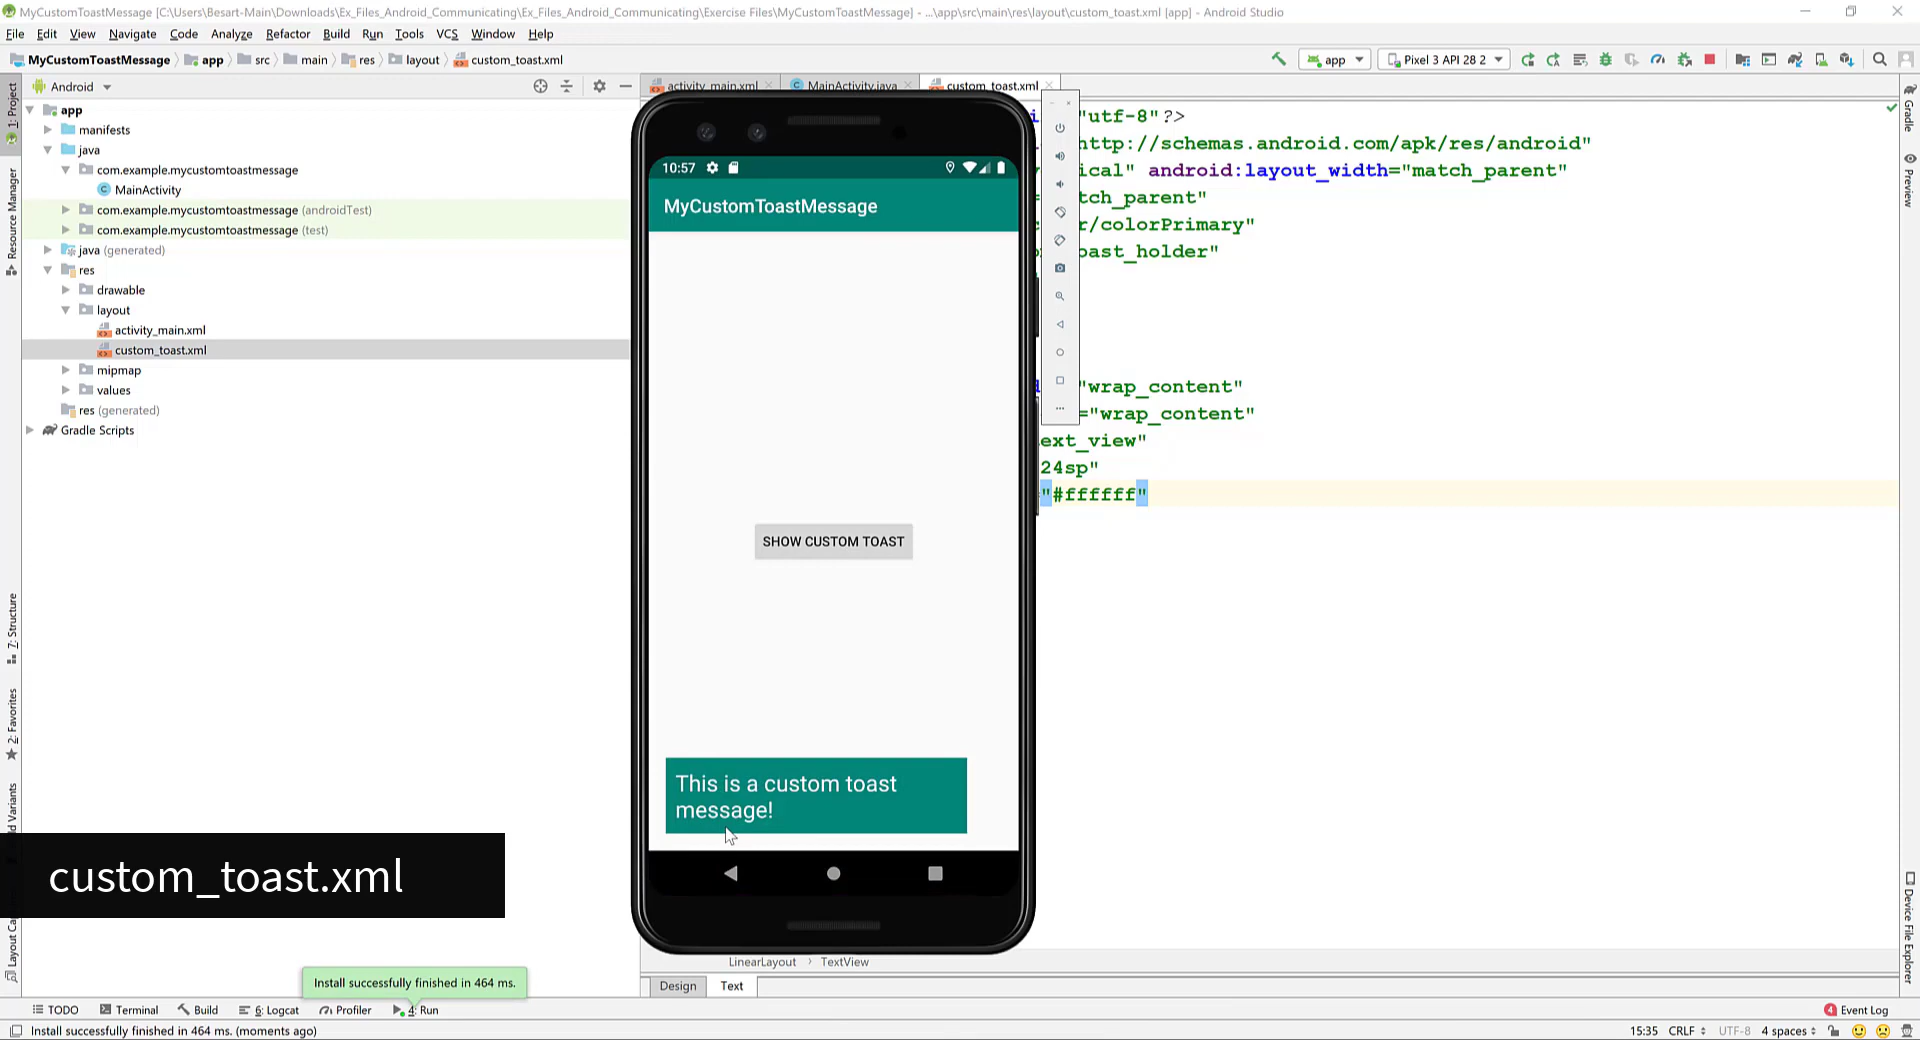 MyCustomToastMessage [C:\Users\Besart-Main\Downloads\Ex_Files_Android_Communicating\Ex_Files_Android_Communicating\Exercise Files\MyCustomToastMessage] - ...\app\src\main\res\layout\custom_toast.xml [app] - Android Studio
File Edit View Navigate Code Analyze Refactor Build Run Tools VCS Window Help
MyCustomToastMessage app src main res layout custom_toast.xml
app Pixel 3 API 28 2
Android
activity_main.xml MainActivity.java custom_toast.xml
1: Project
Resource Manager
7: Structure
2: Favorites
Variants
Gradle
Preview
Device File Explorer
app
manifests
java
com.example.mycustomtoastmessage
MainActivity
com.example.mycustomtoastmessage (androidTest)
com.example.mycustomtoastmessage (test)
java (generated)
res
drawable
layout
activity_main.xml
custom_toast.xml
mipmap
values
res (generated)
Gradle Scripts
"utf-8"?>
http://schemas.android.com/apk/res/android"
ical" android:layout_width="match_parent"
tch_parent"
r/colorPrimary"
oast_holder"
"wrap_content"
="wrap_content"
ext_view"
24sp"
"#ffffff"
10:57
MyCustomToastMessage
SHOW CUSTOM TOAST
This is a custom toast
message!
custom_toast.xml
LinearLayout TextView
Design Text
Install successfully finished in 464 ms.
TODO Terminal Build 6: Logcat Profiler 4: Run
4 Event Log
Install successfully finished in 464 ms. (moments ago)
15:35 CRLF UTF-8 4 spaces